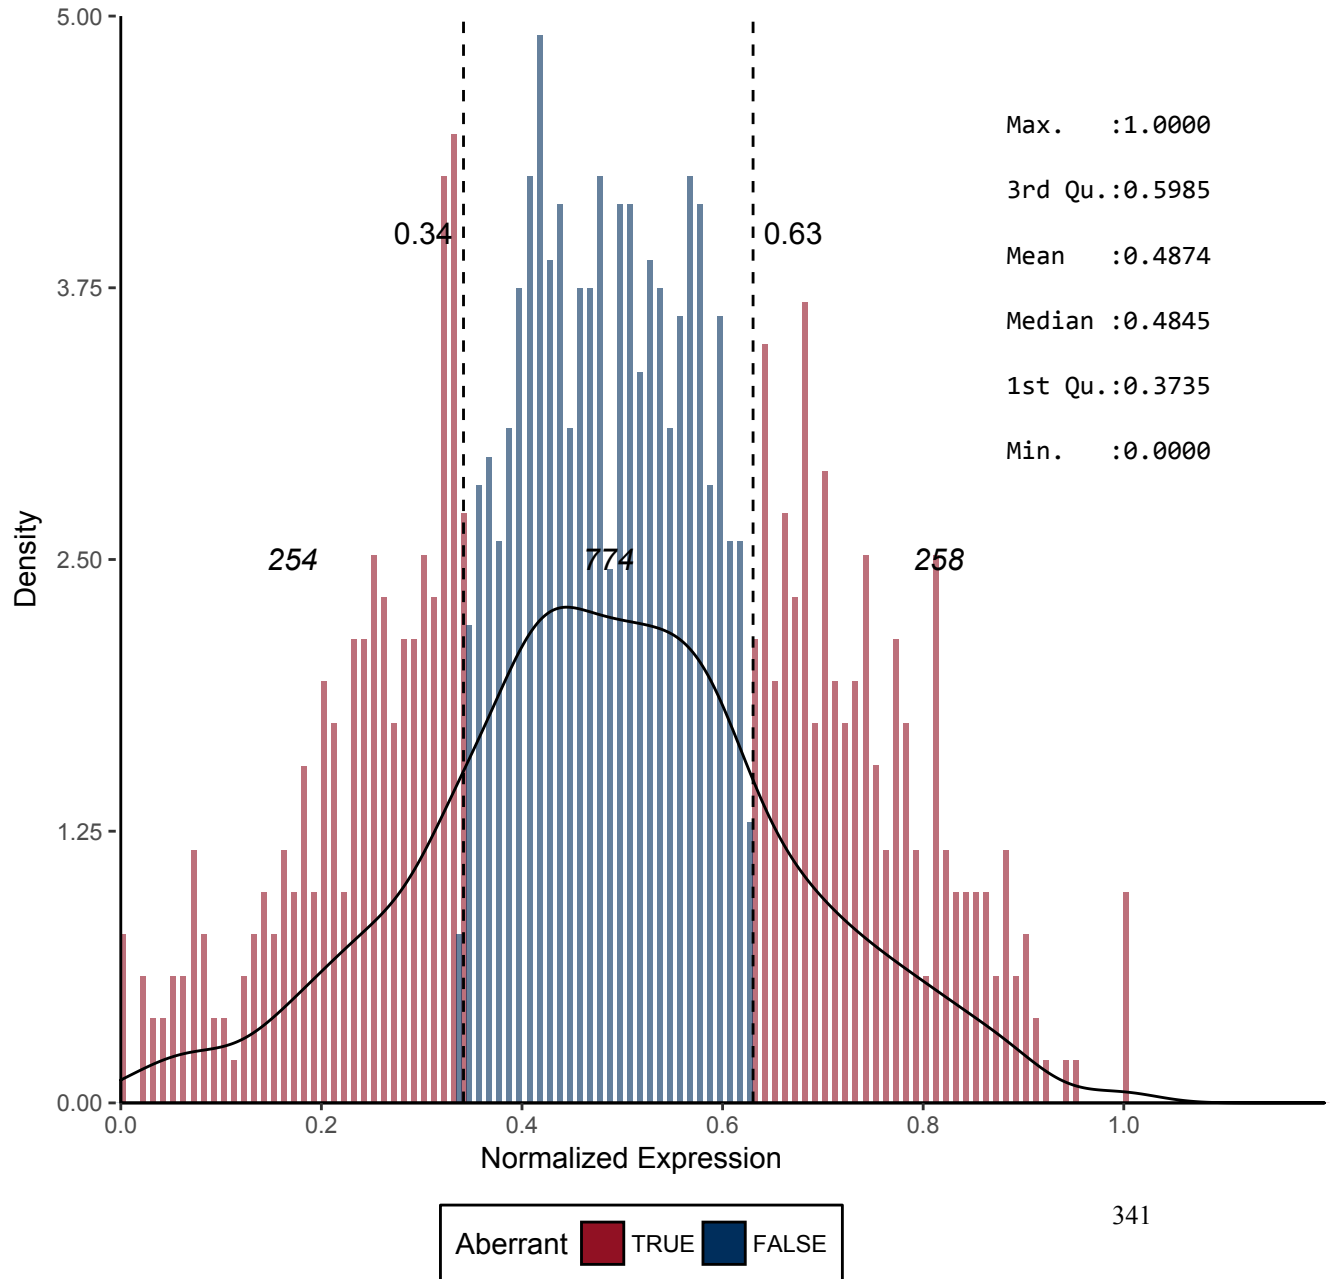 5.00
3.75
2.50
1.25
0.00
Density
0.34
0.63
254
774
258
Max.   :1.0000
3rd Qu.:0.5985
Mean   :0.4874
Median :0.4845
1st Qu.:0.3735
Min.   :0.0000
0.0 0.2 0.4 0.6 0.8 1.0
Normalized Expression
Aberrant TRUE FALSE
341